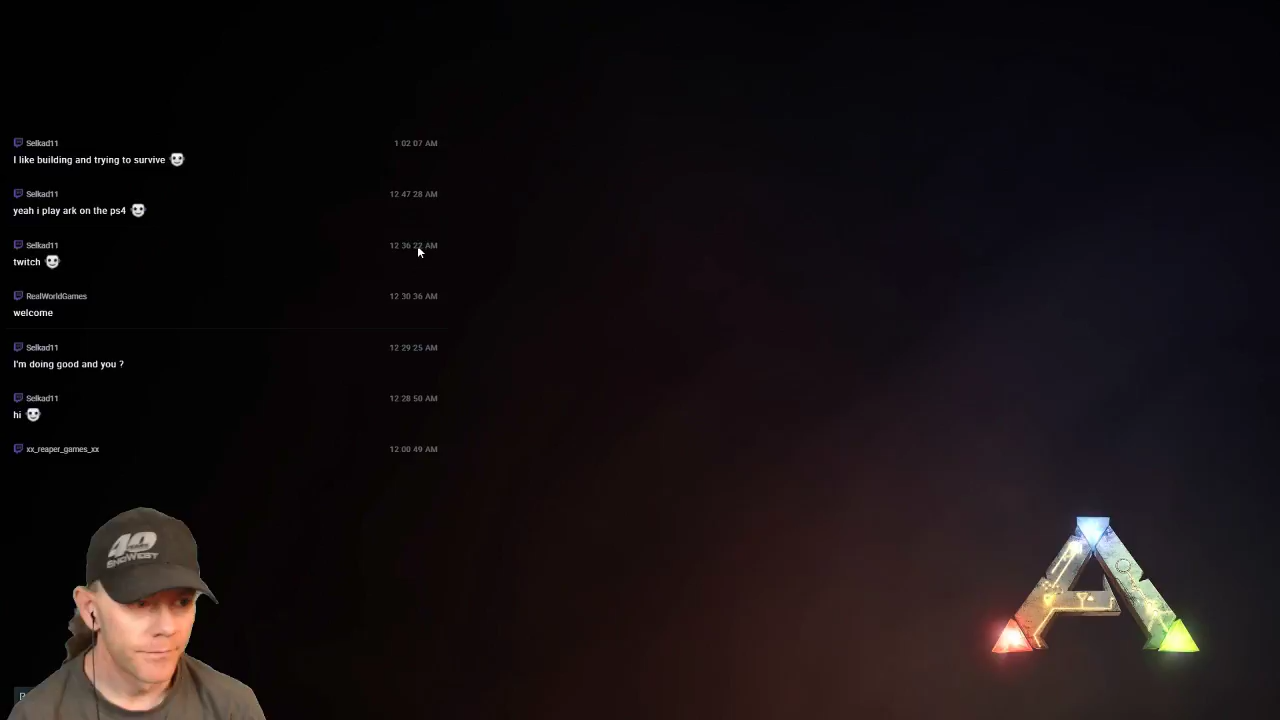 Selkad11 1 02 07 AM
I like building and trying to survive
Selkad11 12 47 28 AM
yeah i play ark on the ps4
Selkad11 12 36 27 AM
twitch
RealWorldGames 12 30 36 AM
welcome
Selkad11 12 29 25 AM
I'm doing good and you ?
Selkad11 12 28 50 AM
hi
xx_reaper_games_xx 12 00 49 AM
40
SNOWEST